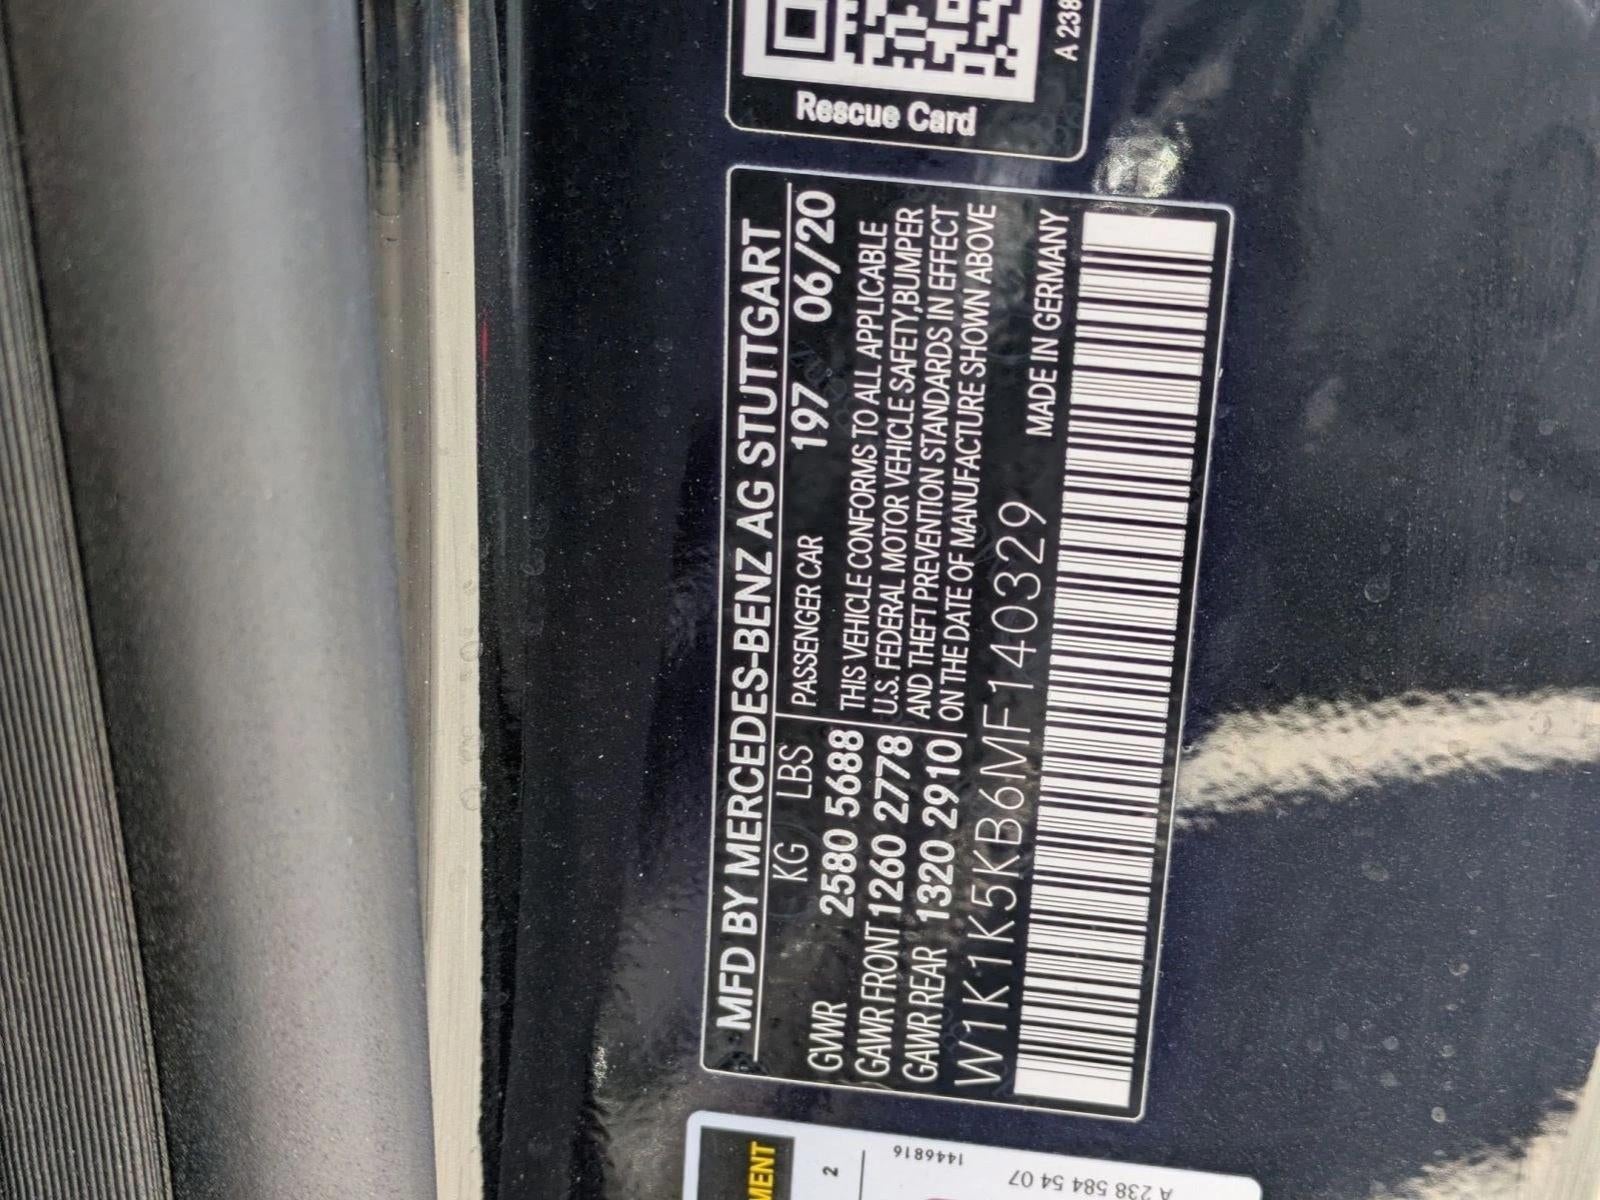 A 238
Rescue Card
MFD BY MERCEDES-BENZ AG STUTTGART
KG LBS PASSENGER CAR 197 06/20
GWR 2580 5688 THIS VEHICLE CONFORMS TO ALL APPLICABLE
GAWR FRONT 1260 2778 U.S. FEDERAL MOTOR VEHICLE SAFETY,BUMPER
GAWR REAR 1320 2910 AND THEFT PREVENTION STANDARDS IN EFFECT
ON THE DATE OF MANUFACTURE SHOWN ABOVE
W1K1K5KB6MF140329 MADE IN GERMANY
MENT
2
1446816
A 238 584 54 07